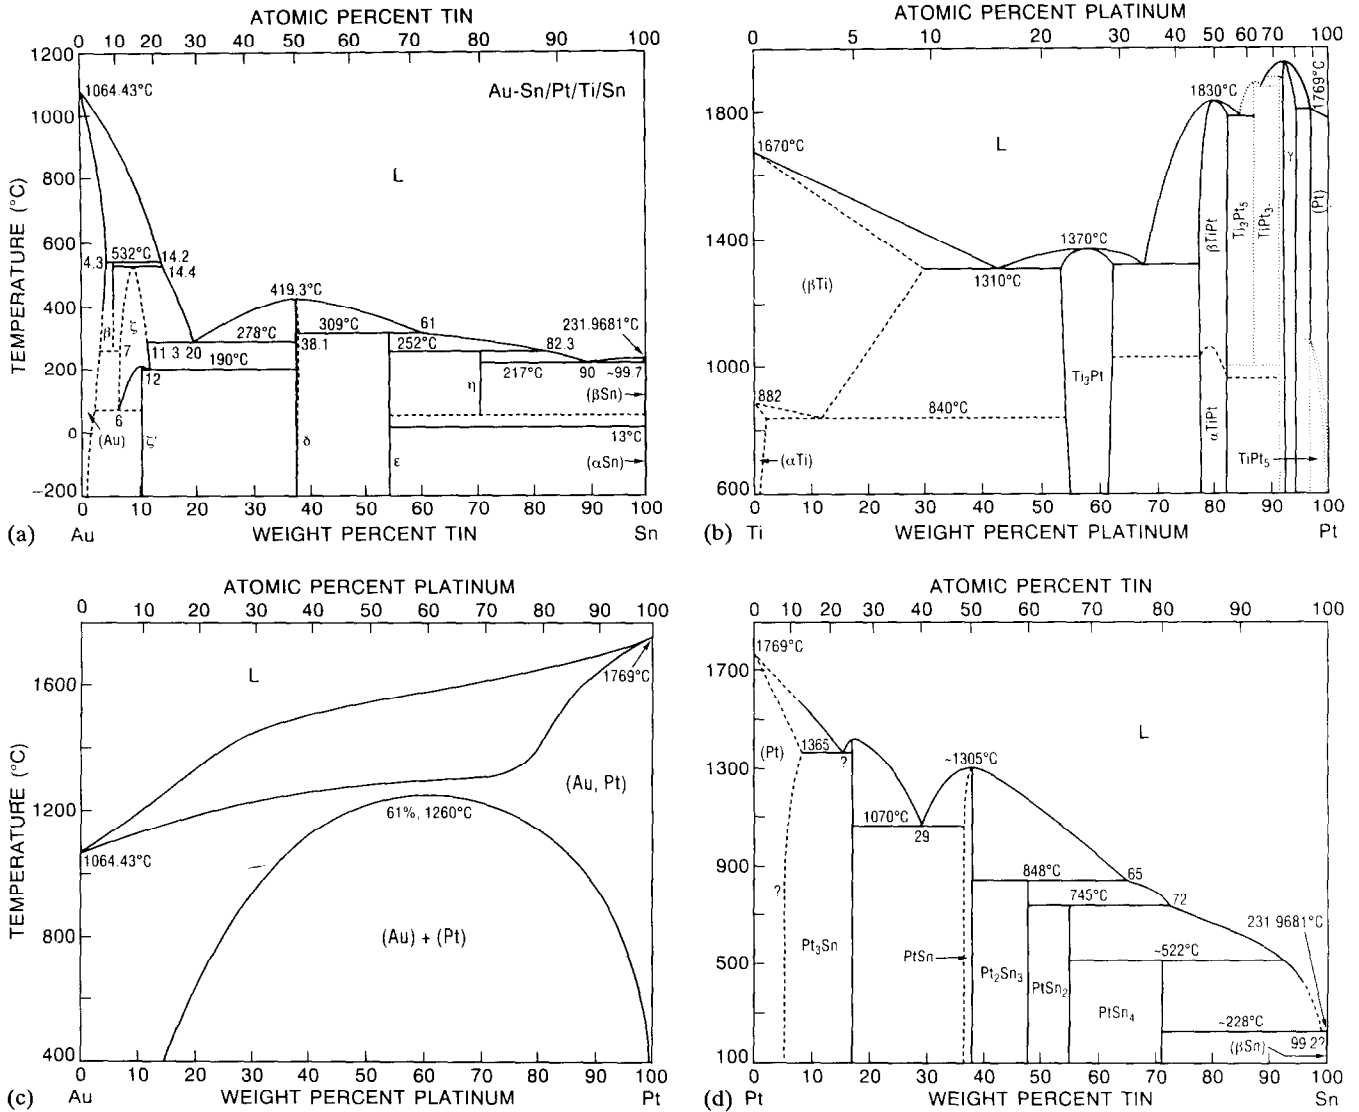 ATOMIC PERCENT TIN
0 10 20 30 40 50 60 70 80 100
1200
1064.43°C
Au-Sn/Pt/Ti/Sn
1000
L
800
TEMPERATURE (°C)
600
532°C
4.3
14.2
14.4
419.3°C
400
β
ζ
278°C
309°C
61
231.9681°C
38.1
252°C
82.3
7
11.3 20
200
190°C
12
217°C
90
~99.7
η
(βSn)
6
(Au)
0
ζ'
δ
ε
13°C
(αSn)
-200
0 10 20 30 40 50 60 70 80 90 100
(a) Au
WEIGHT PERCENT TIN
Sn
ATOMIC PERCENT PLATINUM
0 5 10 20 30 40 50 60 70 100
1830°C
1769°C
1800
L
1670°C
γ
TEMPERATURE (°C)
1400
1370°C
1310°C
βTiPt
Ti₃Pt₅
TiPt₃₋
(Pt)
(βTi)
1000
882
Ti₃Pt
840°C
αTiPt
(αTi)
TiPt₅
600
0 10 20 30 40 50 60 70 80 90 100
(b) Ti
WEIGHT PERCENT PLATINUM
Pt
ATOMIC PERCENT PLATINUM
0 10 20 30 40 50 60 70 80 90 100
L
1769°C
1600
TEMPERATURE (°C)
(Au, Pt)
1200
61%, 1260°C
1064.43°C
800
(Au) + (Pt)
400
0 10 20 30 40 50 60 70 80 90 100
(c) Au
WEIGHT PERCENT PLATINUM
Pt
ATOMIC PERCENT TIN
0 10 20 30 40 50 60 70 80 100
1769°C
1700
L
(Pt)
1365
?
~1305°C
1300
1070°C
29
TEMPERATURE (°C)
900
848°C
65
?
745°C
72
231.9681°C
Pt₃Sn
PtSn
Pt₂Sn₃
PtSn₂
~522°C
500
PtSn₄
~228°C
(βSn)
99.2?
100
0 10 20 30 40 50 60 70 80 90 100
(d) Pt
WEIGHT PERCENT TIN
Sn